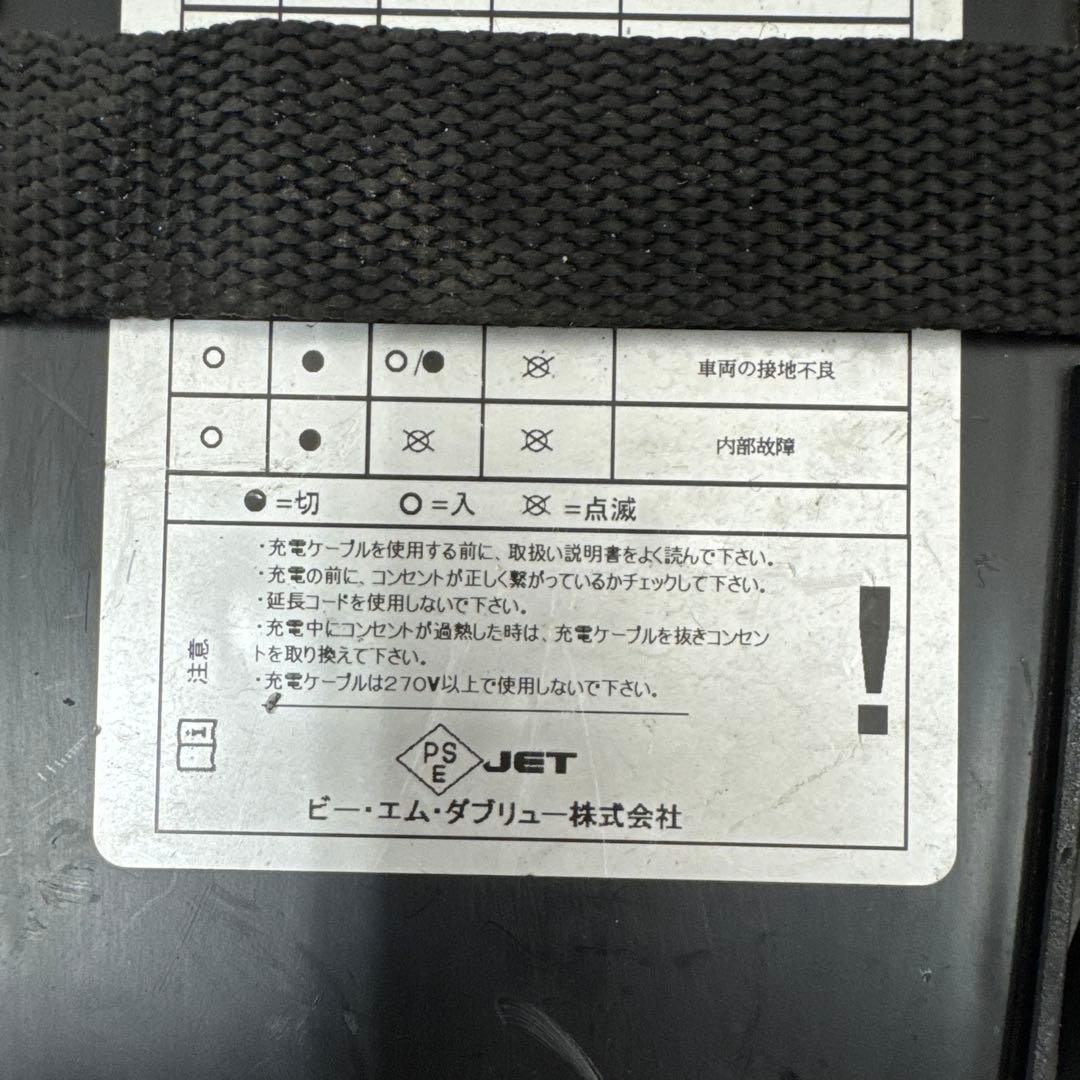 ○ ● ○/● 車両の接地不良
○ ● 内部故障
●=切 ○=入 =点滅
・充電ケーブルを使用する前に、取扱い説明書をよく読んで下さい。
・充電の前に、コンセントが正しく繋がっているかチェックして下さい。
・延長コードを使用しないで下さい。
・充電中にコンセントが過熱した時は、充電ケーブルを抜きコンセン
トを取り換えて下さい。
・充電ケーブルは270V以上で使用しないで下さい。
注意
i
!
PS
E
JET
ビー・エム・ダブリュー株式会社